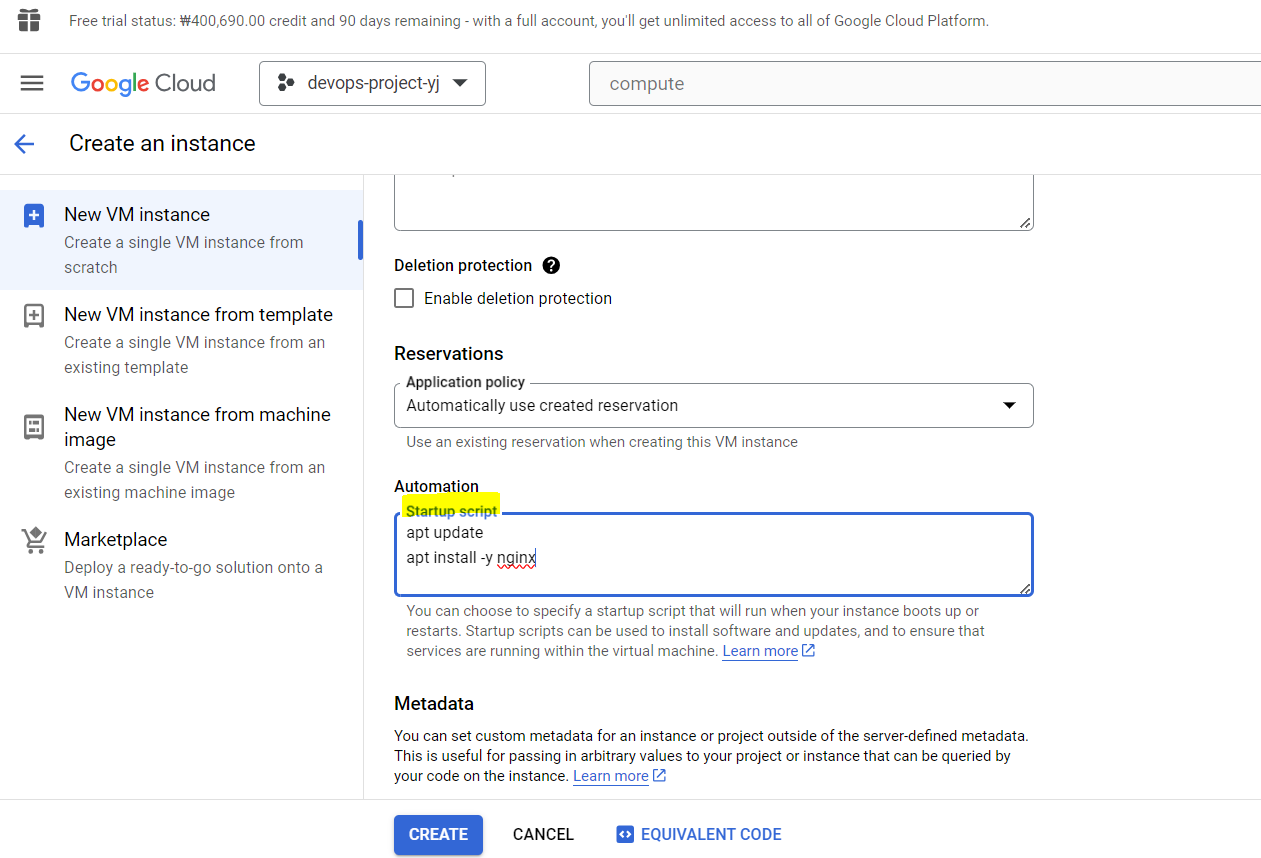 Free trial status: ₩400,690.00 credit and 90 days remaining - with a full account, you'll get unlimited access to all of Google Cloud Platform.
Google Cloud
devops-project-yj
compute
Create an instance
New VM instance
Create a single VM instance from
scratch
New VM instance from template
Create a single VM instance from an
existing template
New VM instance from machine
image
Create a single VM instance from an
existing machine image
Marketplace
Deploy a ready-to-go solution onto a
VM instance
Deletion protection
Enable deletion protection
Reservations
Application policy
Automatically use created reservation
Use an existing reservation when creating this VM instance
Automation
Startup script
apt update
apt install -y nginx
You can choose to specify a startup script that will run when your instance boots up or
restarts. Startup scripts can be used to install software and updates, and to ensure that
services are running within the virtual machine. Learn more
Metadata
You can set custom metadata for an instance or project outside of the server-defined metadata.
This is useful for passing in arbitrary values to your project or instance that can be queried by
your code on the instance. Learn more
CREATE
CANCEL
EQUIVALENT CODE